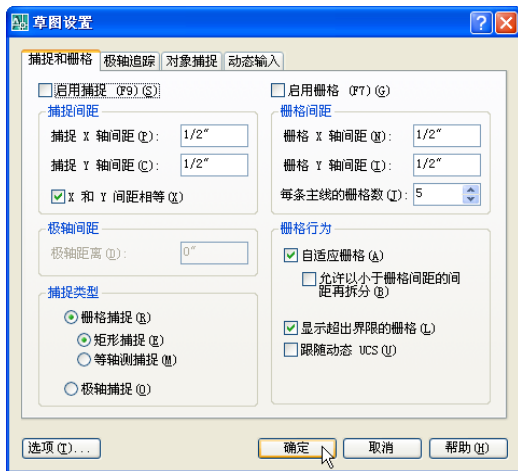 草图设置
捕捉和栅格 极轴追踪 对象捕捉 动态输入
启用捕捉 (F9)(S)
捕捉间距
捕捉 X 轴间距(P): 1/2"
捕捉 Y 轴间距(C): 1/2"
X 和 Y 间距相等(X)
极轴间距
极轴距离(D): 0"
捕捉类型
栅格捕捉(R)
矩形捕捉(E)
等轴测捕捉(M)
极轴捕捉(O)
启用栅格 (F7)(G)
栅格间距
栅格 X 轴间距(N): 1/2"
栅格 Y 轴间距(I): 1/2"
每条主线的栅格数(J): 5
栅格行为
自适应栅格(A)
允许以小于栅格间距的间
距再拆分(B)
显示超出界限的栅格(L)
跟随动态 UCS(U)
选项(T)... 确定 取消 帮助(H)